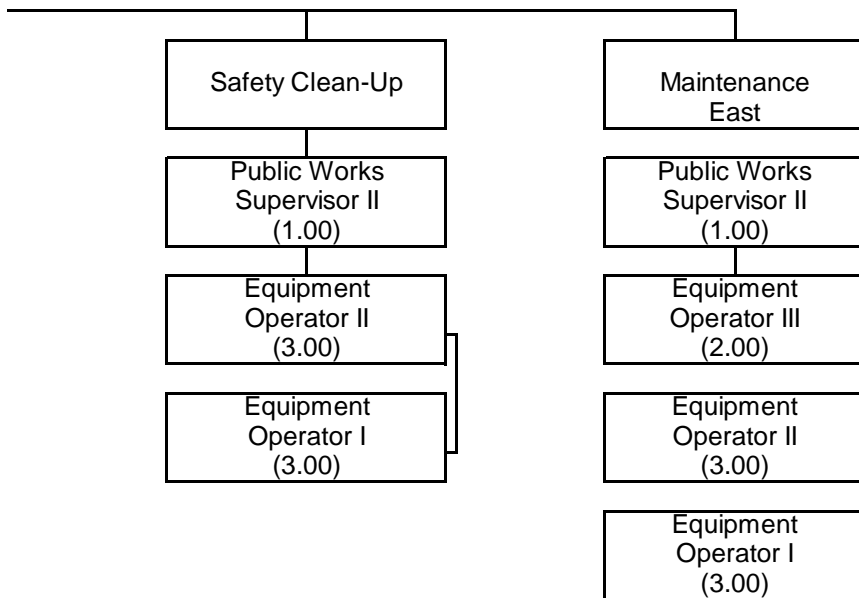 Safety Clean-Up
Public Works
Supervisor II
(1.00)
Equipment
Operator II
(3.00)
Equipment
Operator I
(3.00)
Maintenance
East
Public Works
Supervisor II
(1.00)
Equipment
Operator III
(2.00)
Equipment
Operator II
(3.00)
Equipment
Operator I
(3.00)